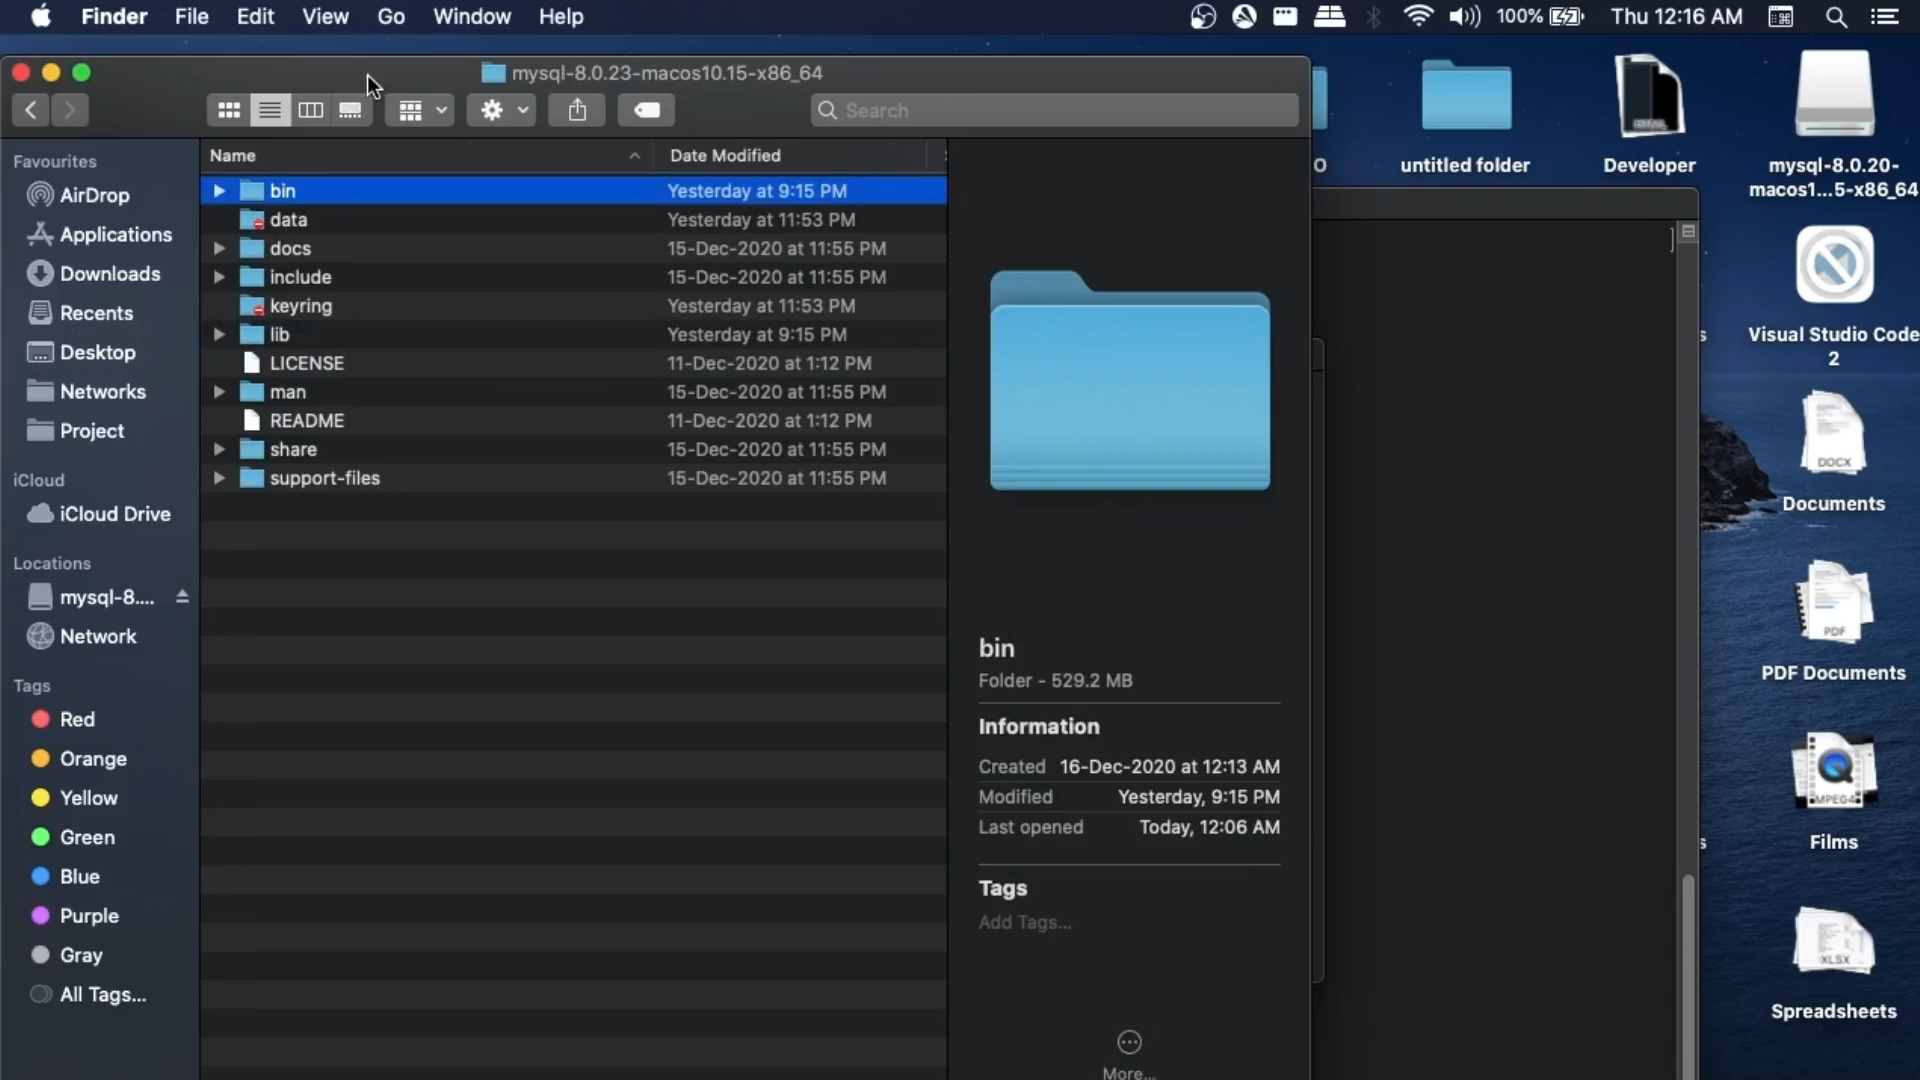 Finder File Edit View Go Window Help 100% Thu 12:16 AM
mysql-8.0.23-macos10.15-x86_64
Search
Favourites
AirDrop
Applications
Downloads
Recents
Desktop
Networks
Project
iCloud
iCloud Drive
Locations
mysql-8....
Network
Tags
Red
Orange
Yellow
Green
Blue
Purple
Gray
All Tags...
Name Date Modified
bin Yesterday at 9:15 PM
data Yesterday at 11:53 PM
docs 15-Dec-2020 at 11:55 PM
include 15-Dec-2020 at 11:55 PM
keyring Yesterday at 11:53 PM
lib Yesterday at 9:15 PM
LICENSE 11-Dec-2020 at 1:12 PM
man 15-Dec-2020 at 11:55 PM
README 11-Dec-2020 at 1:12 PM
share 15-Dec-2020 at 11:55 PM
support-files 15-Dec-2020 at 11:55 PM
bin
Folder - 529.2 MB
Information
Created 16-Dec-2020 at 12:13 AM
Modified Yesterday, 9:15 PM
Last opened Today, 12:06 AM
Tags
Add Tags...
More...
]
O
untitled folder
Developer
mysql-8.0.20-
macos1...5-x86_64
Visual Studio Code
2
s
DOCX
Documents
PDF
PDF Documents
MPEG4
Films
s
XLSX
Spreadsheets